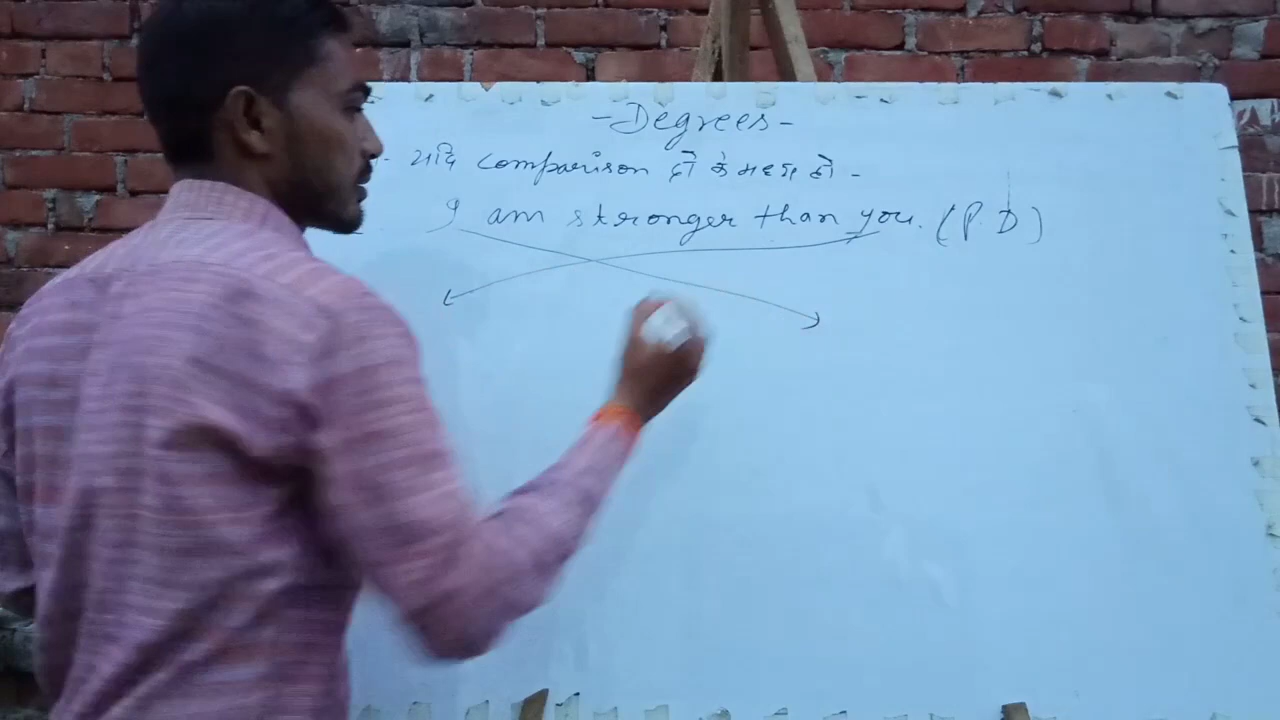 -Degrees-
- यदि comparison दो के मध्य हो -
I am stronger than you. (P.D)